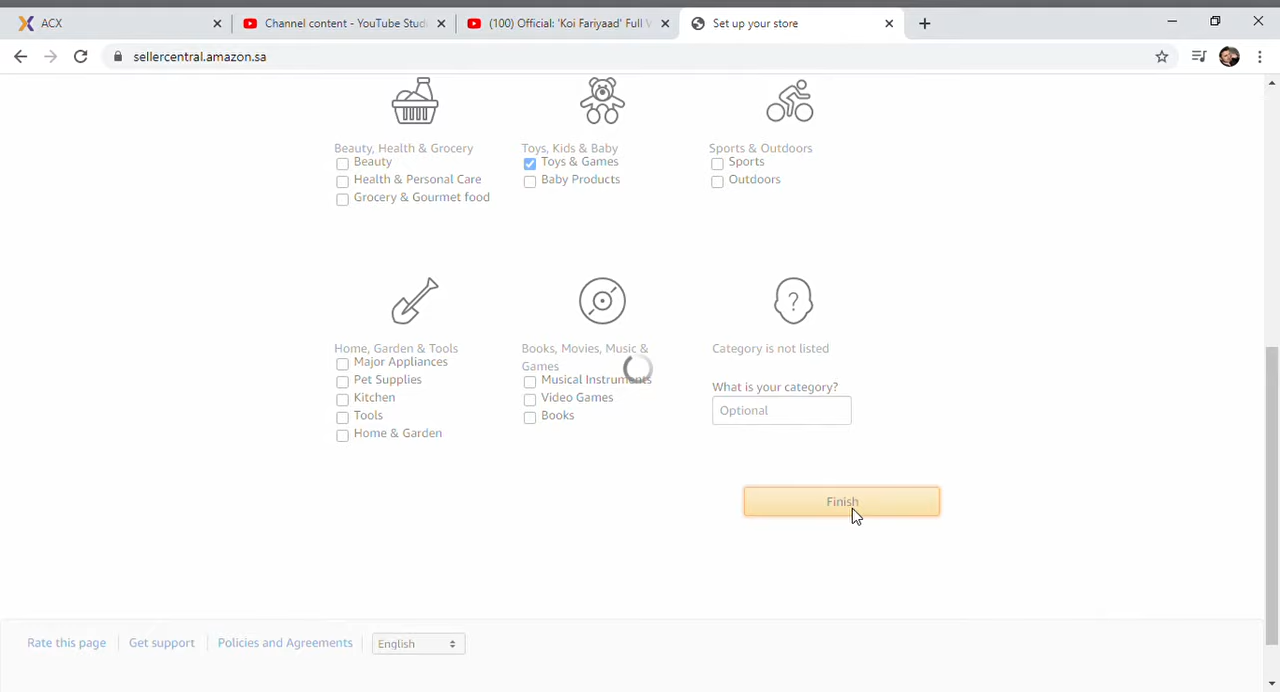 ACX
Channel content - YouTube Stud
(100) Official: 'Koi Fariyaad' Full V
Set up your store
sellercentral.amazon.sa
Beauty, Health & Grocery
Beauty
Health & Personal Care
Grocery & Gourmet food
Toys, Kids & Baby
Toys & Games
Baby Products
Sports & Outdoors
Sports
Outdoors
Home, Garden & Tools
Major Appliances
Pet Supplies
Kitchen
Tools
Home & Garden
Books, Movies, Music &
Games
Musical Instruments
Video Games
Books
?
Category is not listed
What is your category?
Optional
Finish
Rate this page
Get support
Policies and Agreements
English